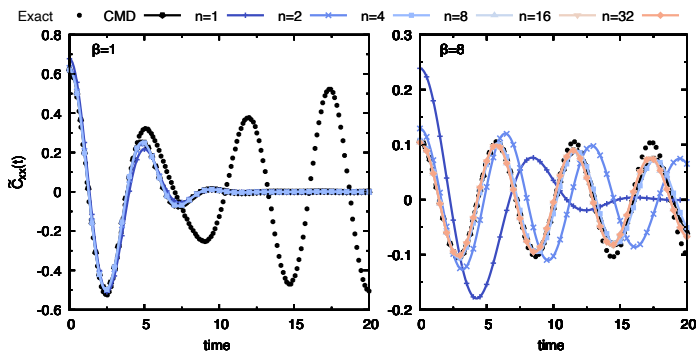 Exact CMD n=1 n=2 n=4 n=8 n=16 n=32
β=1
β=8
0.8
0.6
0.4
0.2
0
-0.2
-0.4
-0.6
C̃xx(t)
0 5 10 15 20
time
0.3
0.2
0.1
0
-0.1
-0.2
0 5 10 15 20
time